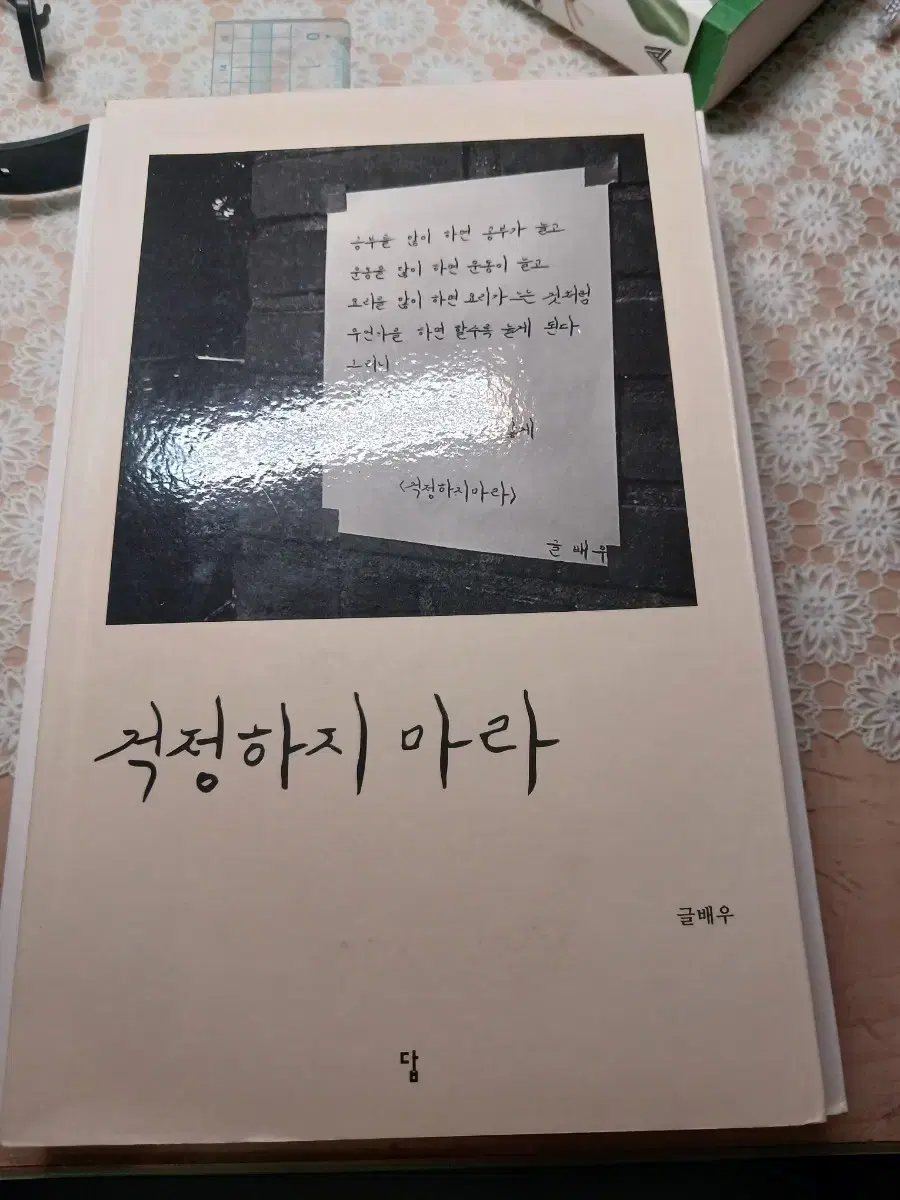 공부를 많이 하면 공부가 늘고
운동을 많이 하면 운동이 늘고
요리를 많이 하면 요리가 느는 것처럼
무언가를 하면 할수록 늘게 된다
그러니
<걱정하지마라>
글 배우
걱정하지 마라
글배우
답